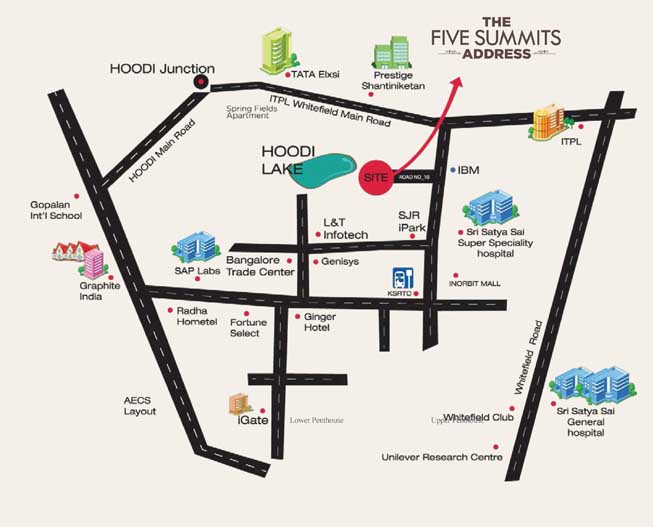 THE
FIVE SUMMITS
ADDRESS
HOODI Junction
TATA Elxsi
Prestige
Shantiniketan
Spring Fields
Apartment
ITPL Whitefield Main Road
HOODI Main Road
ITPL
HOODI
LAKE
SITE
ROAD NO_10
IBM
Gopalan
Int'l School
L&T
Infotech
SJR
iPark
Sri Satya Sai
Super Speciality
hospital
SAP Labs
Bangalore
Trade Center
Genisys
Graphite
India
KSRTC
INORBIT MALL
Radha
Hometel
Fortune
Select
Ginger
Hotel
Whitefield Road
AECS
Layout
iGate
Lower Penthouse
Upper Penthouse
Whitefield Club
Sri Satya Sai
General
hospital
Unilever Research Centre